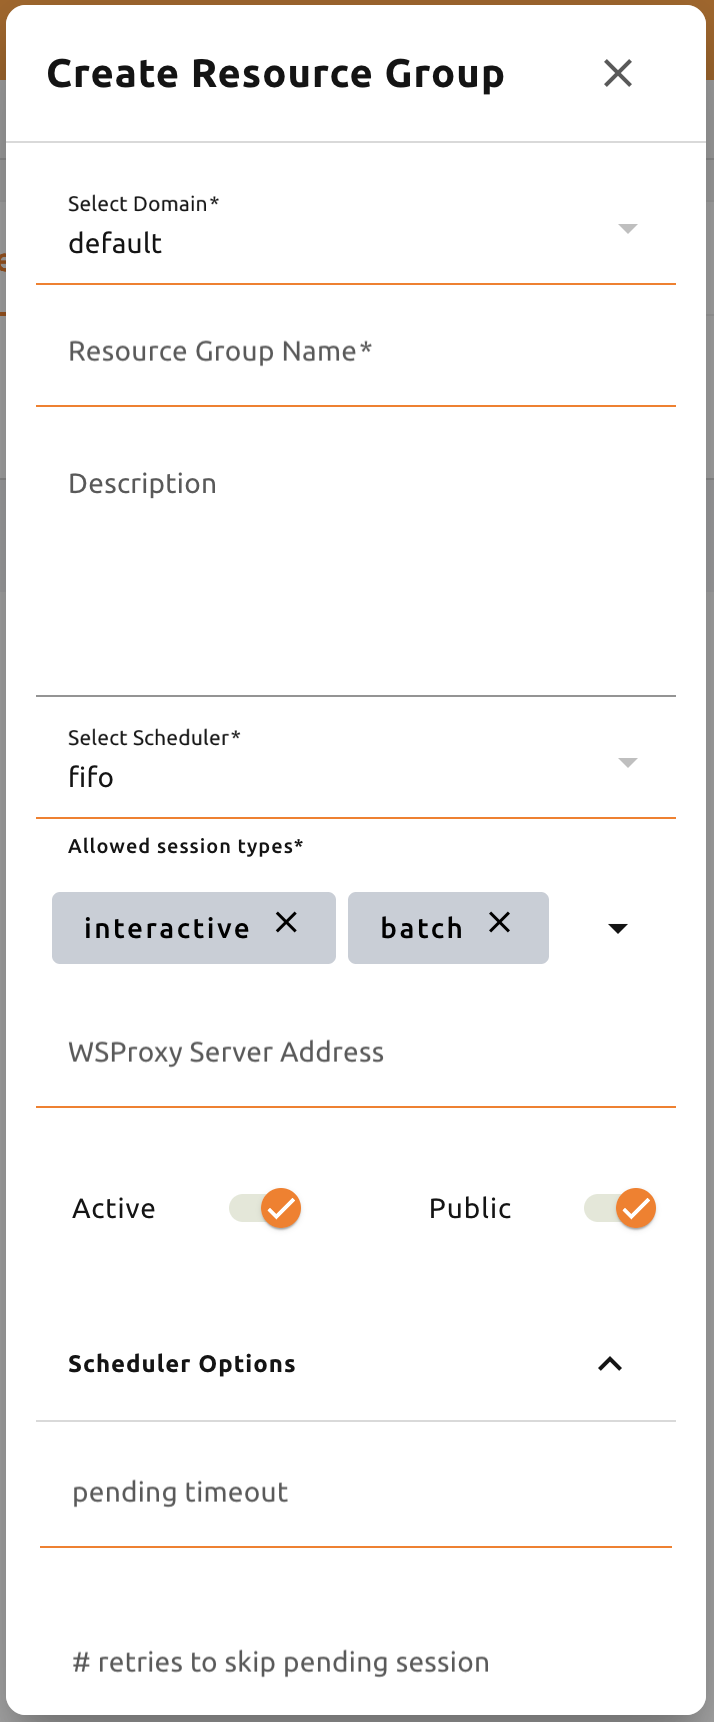 Create Resource Group
Select Domain*
default
Resource Group Name*
Description
Select Scheduler*
fifo
Allowed session types*
interactive batch
WSProxy Server Address
Active Public
Scheduler Options
pending timeout
# retries to skip pending session